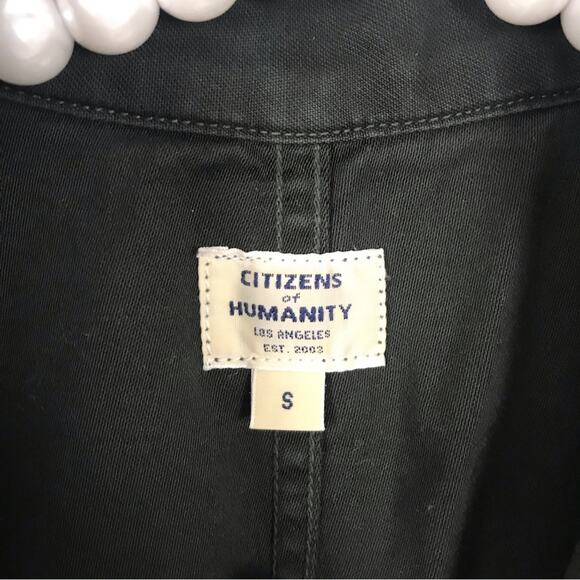 CITIZENS
of
HUMANITY
LOS ANGELES
EST. 2003
S